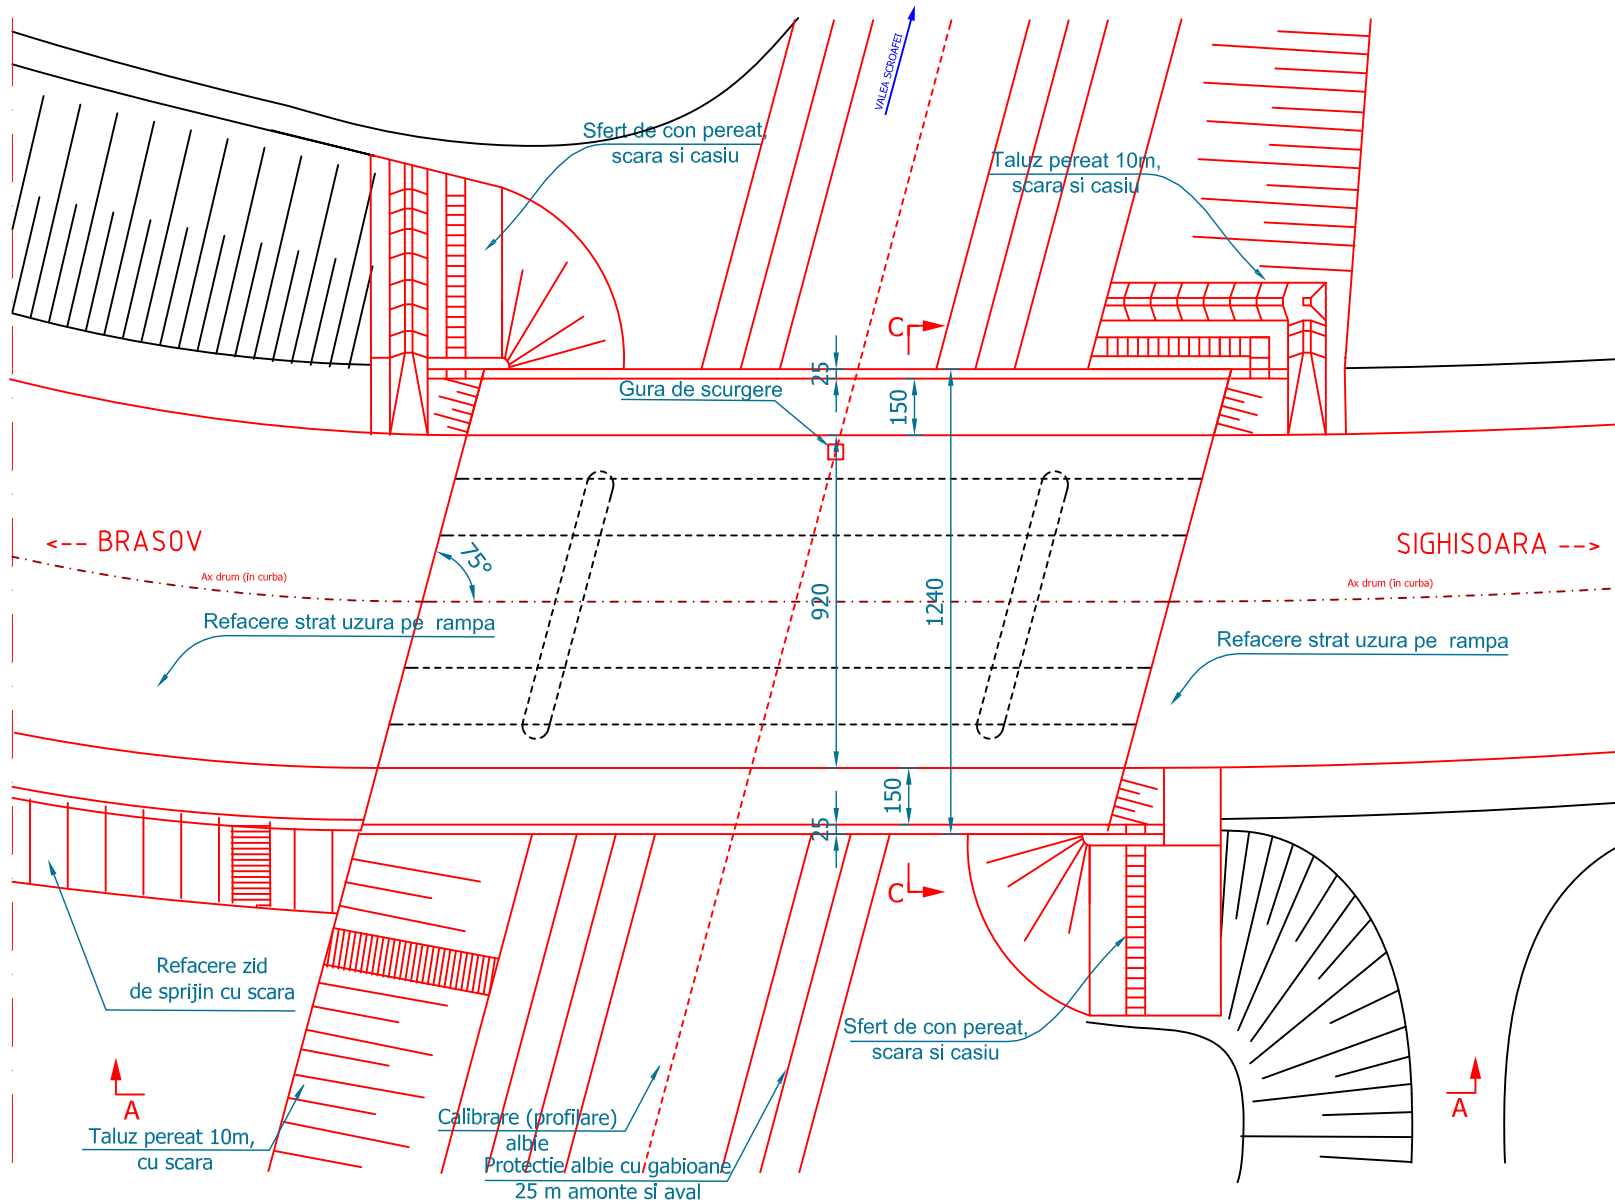 VALEA SCROAFEI
Sfert de con pereat,
scara si casiu
Taluz pereat 10m,
scara si casiu
C
25
Gura de scurgere
150
<-- BRASOV
75°
SIGHISOARA -->
Ax drum (in curba)
Ax drum (in curba)
920
1240
Refacere strat uzura pe rampa
Refacere strat uzura pe rampa
150
25
C
Refacere zid
de sprijin cu scara
Sfert de con pereat,
scara si casiu
A
A
Calibrare (profilare)
albie
Taluz pereat 10m,
cu scara
Protectie albie cu gabioane
25 m amonte si aval